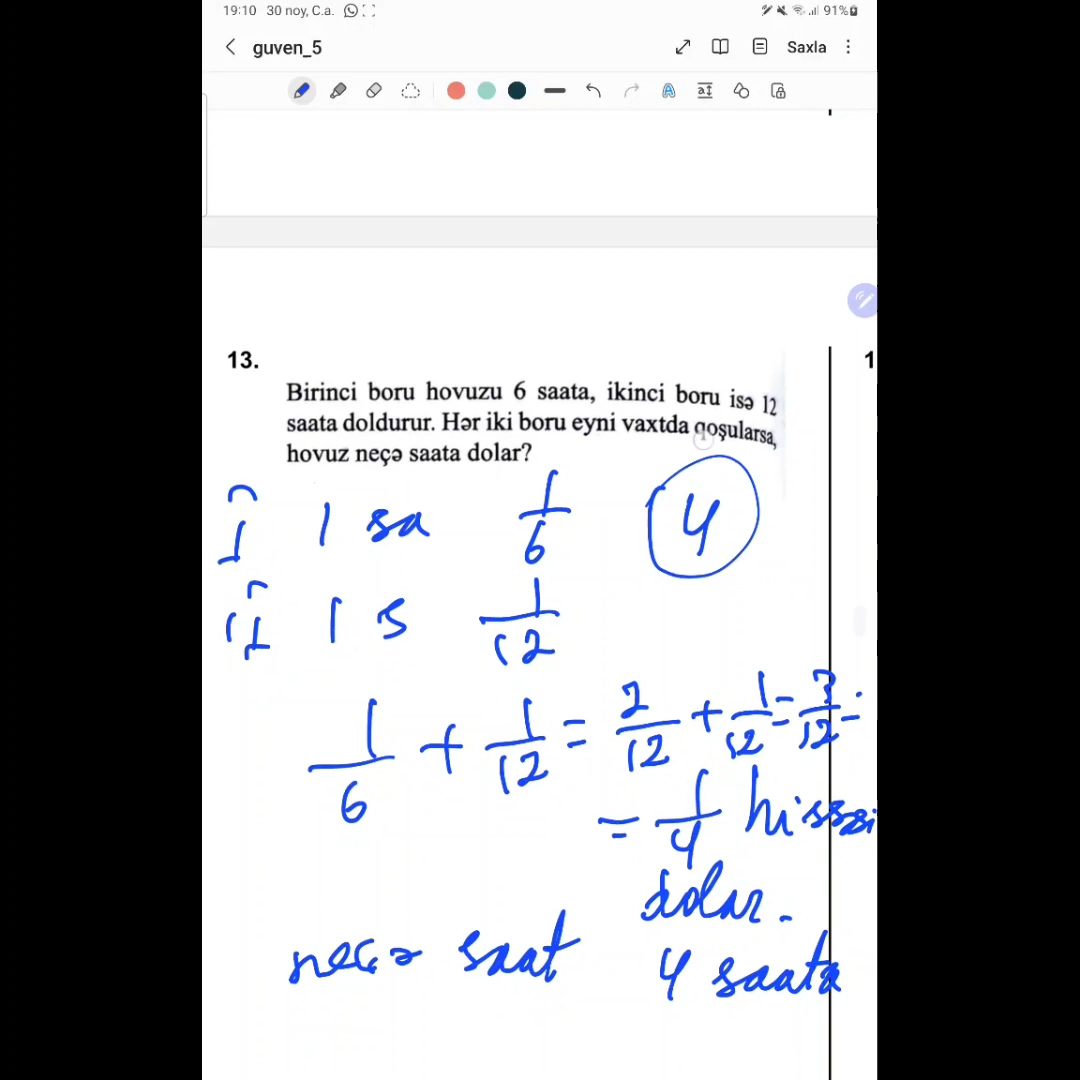 19:10 30 noy, C.a. 91%
guven_5 Saxla
13. 1
Birinci boru hovuzu 6 saata, ikinci boru isə 12
saata doldurur. Hər iki boru eyni vaxtda qoşularsa,
hovuz neçə saata dolar?
I 1 sa 1/6 4
II 1 s 1/12
1/6 + 1/12 = 2/12 + 1/12 = 3/12 =
= 1/4 hissəsi
dolar.
neçə saat 4 saata